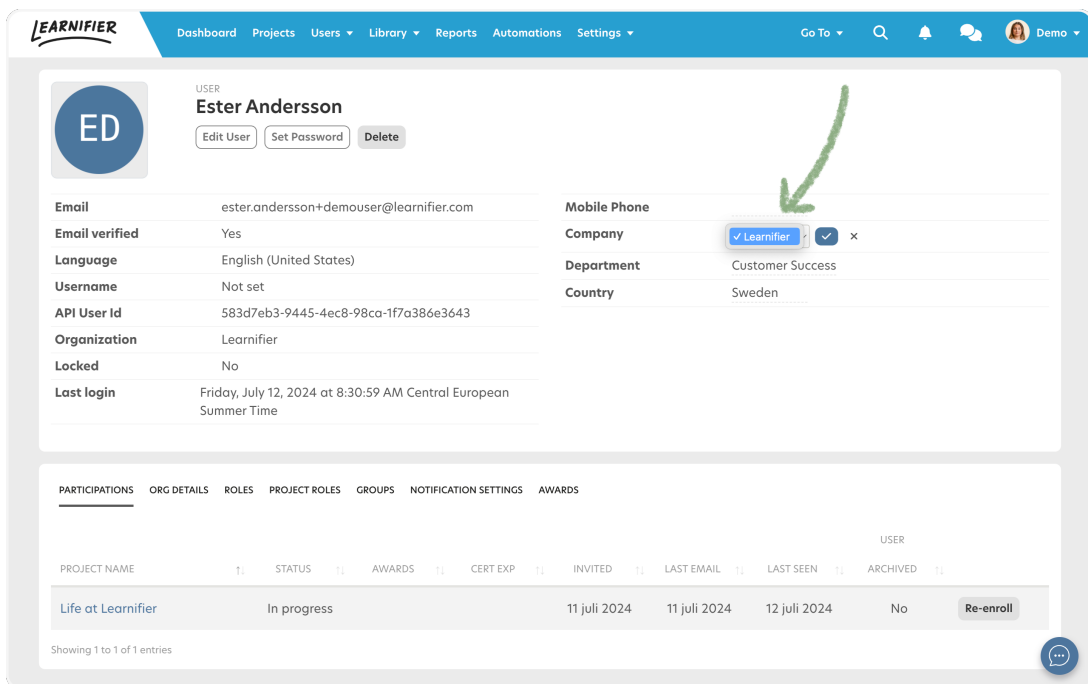 LEARNIFIER
Dashboard Projects Users Library Reports Automations Settings Go To Demo
USER
ED
Ester Andersson
Edit User Set Password Delete
Email ester.andersson+demouser@learnifier.com
Mobile Phone
Email verified Yes
Company ✓ Learnifier
Language English (United States)
Department Customer Success
Username Not set
Country Sweden
API User Id 583d7eb3-9445-4ec8-98ca-1f7a386e3643
Organization Learnifier
Locked No
Last login Friday, July 12, 2024 at 8:30:59 AM Central European
Summer Time
PARTICIPATIONS ORG DETAILS ROLES PROJECT ROLES GROUPS NOTIFICATION SETTINGS AWARDS
USER
PROJECT NAME STATUS AWARDS CERT EXP INVITED LAST EMAIL LAST SEEN ARCHIVED
Life at Learnifier In progress 11 juli 2024 11 juli 2024 12 juli 2024 No Re-enroll
Showing 1 to 1 of 1 entries